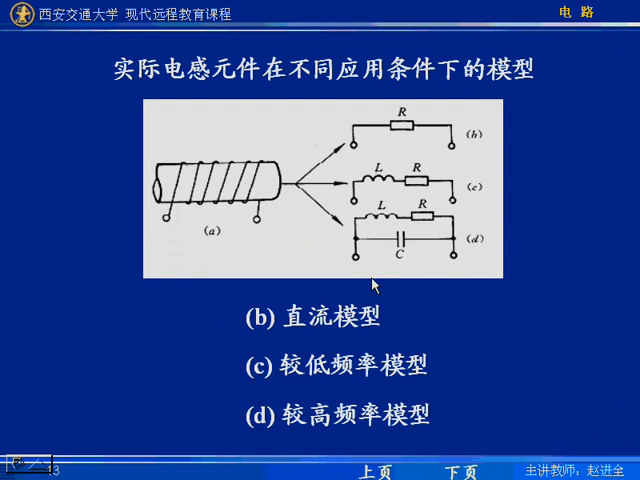 西安交通大学 现代远程教育课程
电 路
实际电感元件在不同应用条件下的模型
R
(b)
L R
(c)
L R
(a)
(d)
C
(b) 直流模型
(c) 较低频率模型
(d) 较高频率模型
13
上页 下页
主讲教师：赵进全